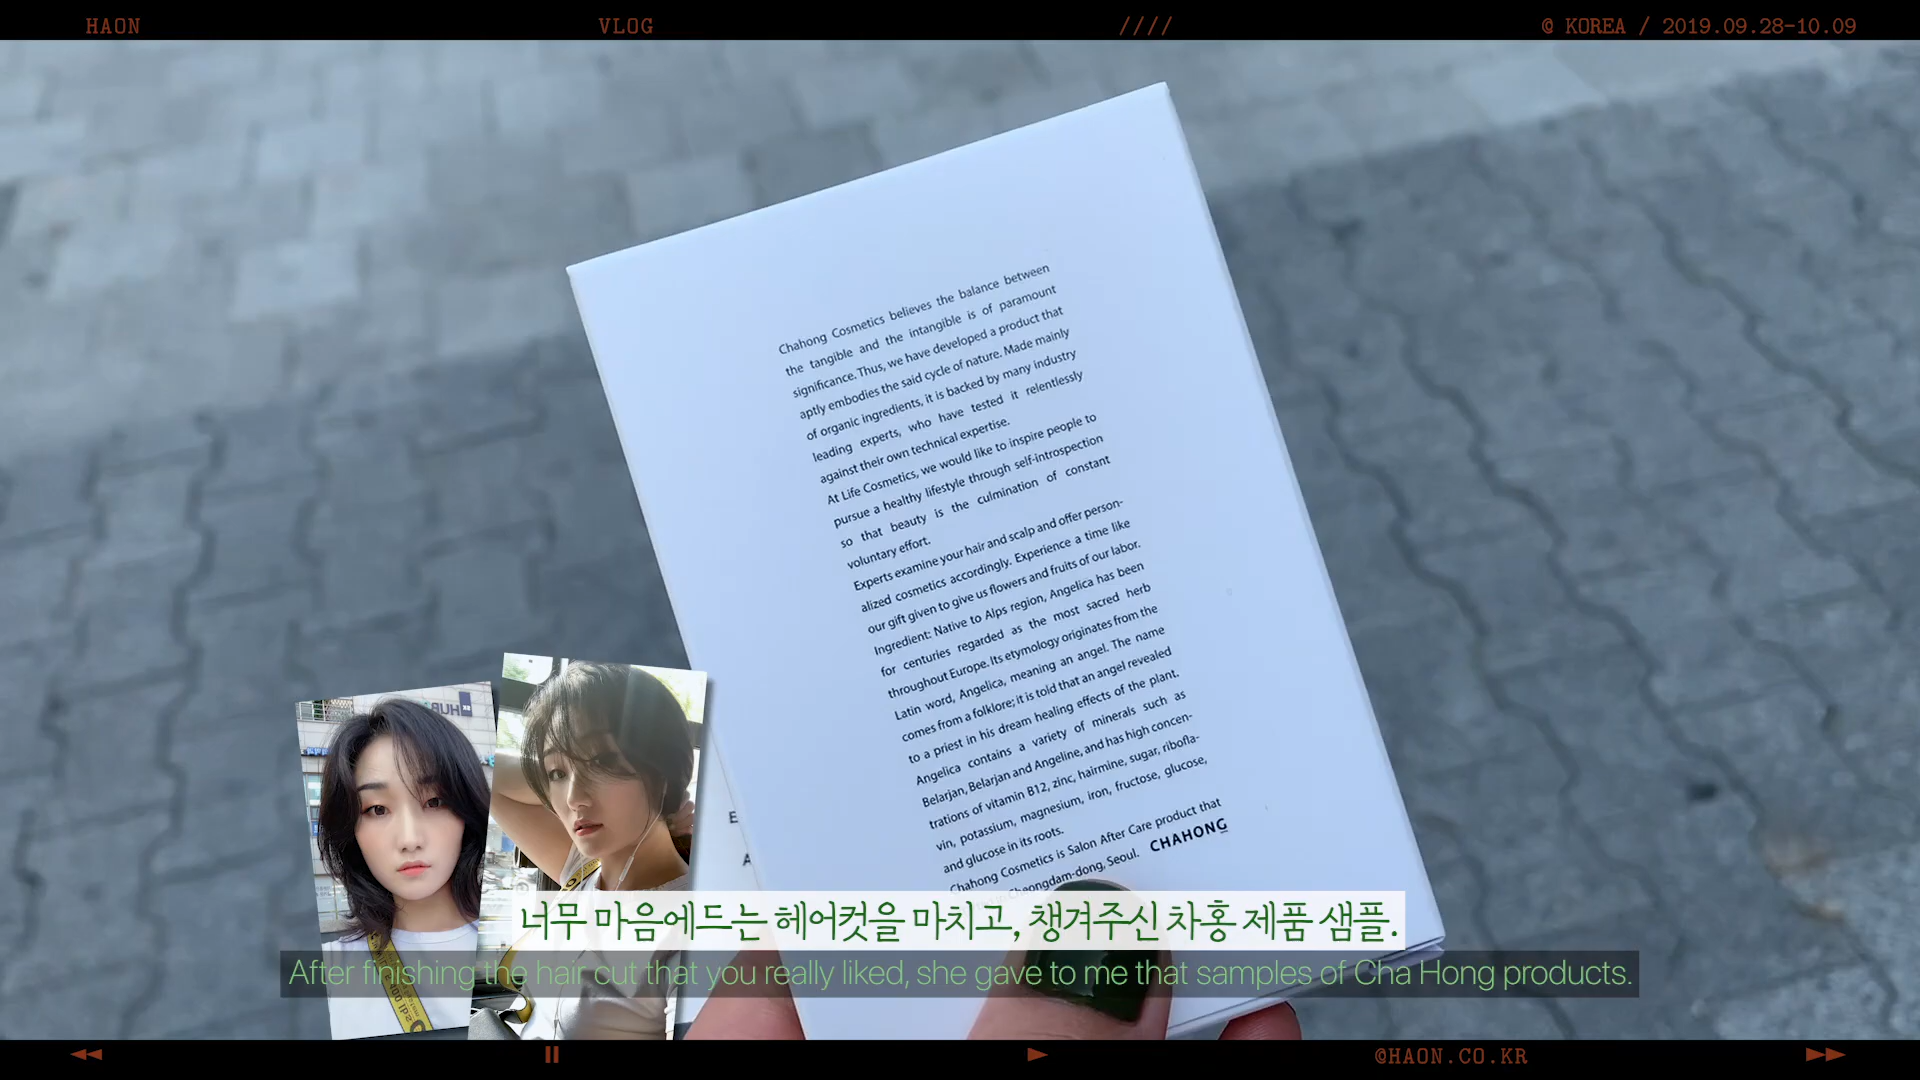 HAON VLOG //// @ KOREA / 2019.09.28-10.09
Chahong Cosmetics believes the balance between
the tangible and the intangible is of paramount
significance. Thus, we have developed a product that
aptly embodies the said cycle of nature. Made mainly
of organic ingredients, it is backed by many industry
leading experts, who have tested it relentlessly
against their own technical expertise.
At Life Cosmetics, we would like to inspire people to
pursue a healthy lifestyle through self-introspection
so that beauty is the culmination of constant
voluntary effort.
Experts examine your hair and scalp and offer person-
alized cosmetics accordingly. Experience a time like
our gift given to give us flowers and fruits of our labor.
Ingredient: Native to Alps region, Angelica has been
for centuries regarded as the most sacred herb
throughout Europe. Its etymology originates from the
Latin word, Angelica, meaning an angel. The name
comes from a folklore; it is told that an angel revealed
to a priest in his dream healing effects of the plant.
Angelica contains a variety of minerals such as
Belarjan, Belarjan and Angeline, and has high concen-
trations of vitamin B12, zinc, hairmine, sugar, ribofla-
vin, potassium, magnesium, iron, fructose, glucose,
and glucose in its roots.
Chahong Cosmetics is Salon After Care product that
Cheongdam-dong, Seoul.
CHAHONG
너무 마음에드는 헤어컷을 마치고, 챙겨주신 차홍 제품 샘플.
After finishing the hair cut that you really liked, she gave to me that samples of Cha Hong products.
@HAON.CO.KR